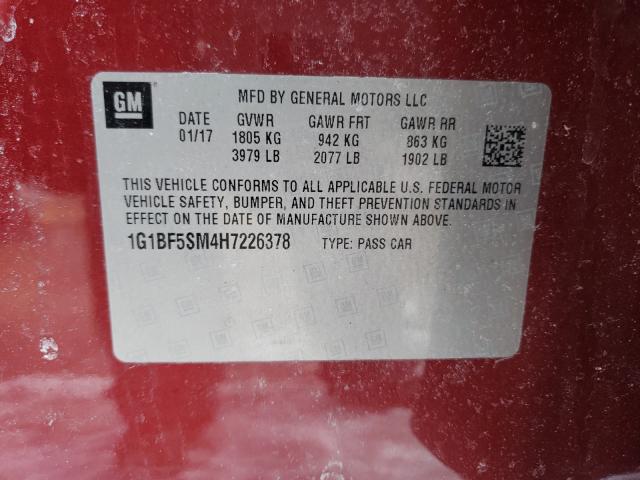 GM
MFD BY GENERAL MOTORS LLC
DATE GVWR GAWR FRT GAWR RR
01/17 1805 KG 942 KG 863 KG
3979 LB 2077 LB 1902 LB
THIS VEHICLE CONFORMS TO ALL APPLICABLE U.S. FEDERAL MOTOR
VEHICLE SAFETY, BUMPER, AND THEFT PREVENTION STANDARDS IN
EFFECT ON THE DATE OF MANUFACTURE SHOWN ABOVE.
1G1BF5SM4H7226378 TYPE: PASS CAR